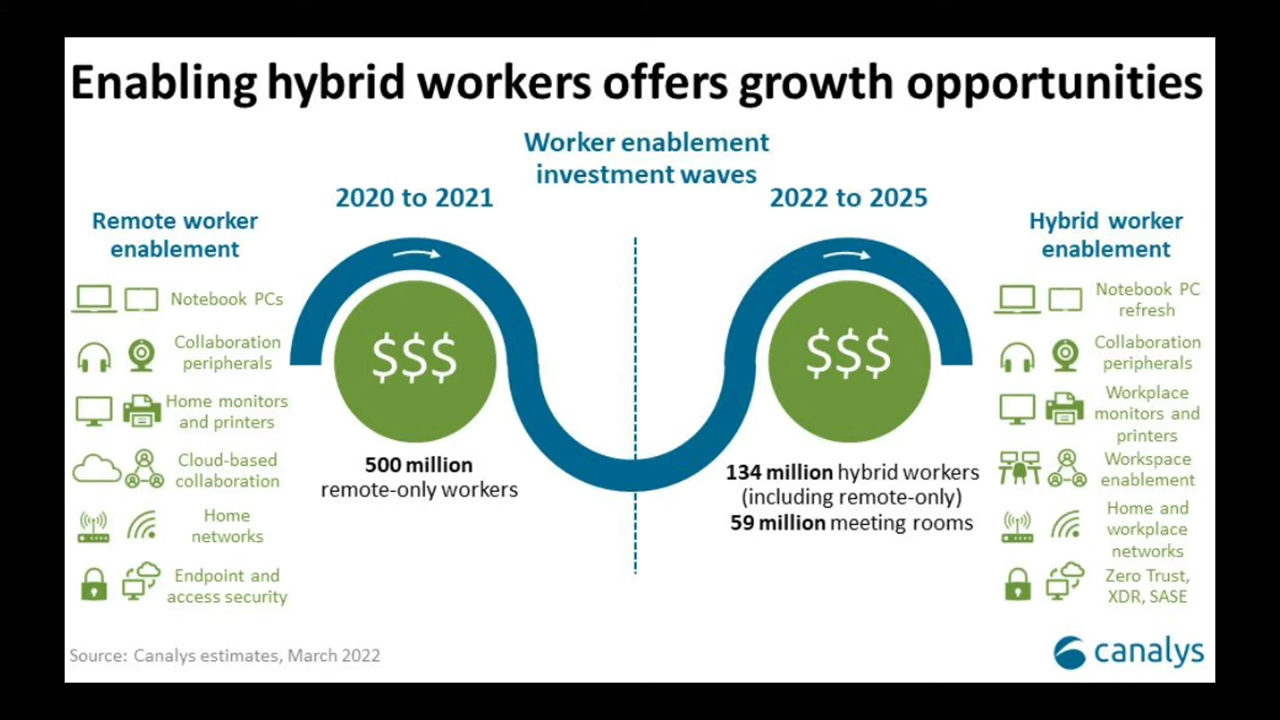 Enabling hybrid workers offers growth opportunities
Worker enablement
investment waves
2020 to 2021
2022 to 2025
Remote worker
enablement
Notebook PCs
Collaboration
peripherals
Home monitors
and printers
Cloud-based
collaboration
Home
networks
Endpoint and
access security
$$$
500 million
remote-only workers
$$$
134 million hybrid workers
(including remote-only)
59 million meeting rooms
Hybrid worker
enablement
Notebook PC
refresh
Collaboration
peripherals
Workplace
monitors and
printers
Workspace
enablement
Home and
workplace
networks
Zero Trust,
XDR, SASE
Source: Canalys estimates, March 2022
canalys